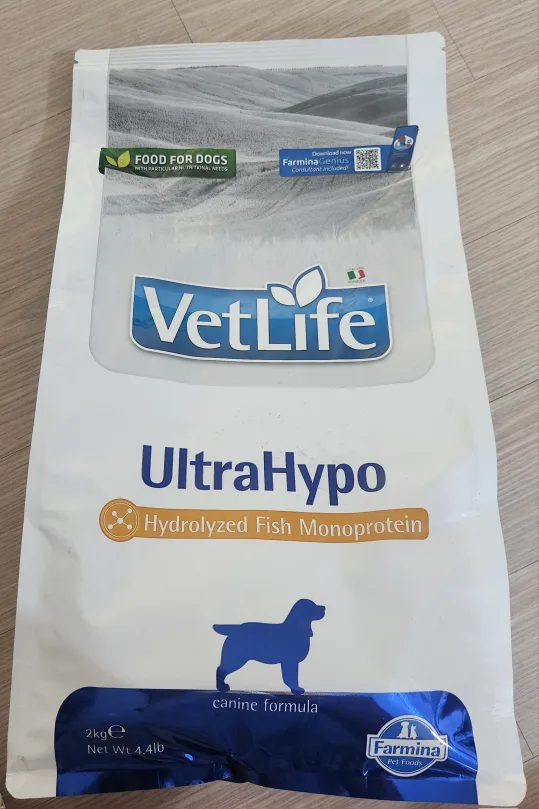 FOOD FOR DOGS
WITH PARTICULAR NUTRITIONAL NEEDS
Download now
FarminaGenius
Consultant included!
VetLife
UltraHypo
Hydrolyzed Fish Monoprotein
canine formula
2kg℮
Net Wt 4.4lb
Farmina
Pet Foods